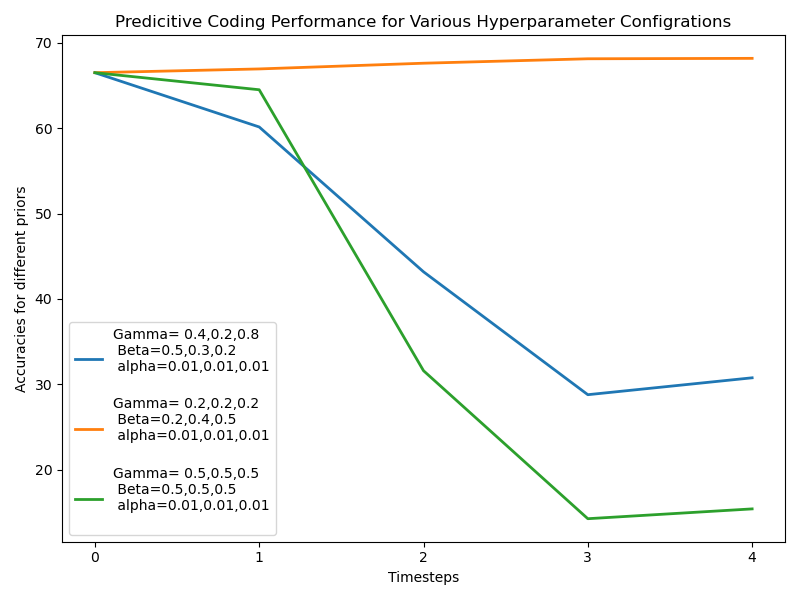 Predicitive Coding Performance for Various Hyperparameter Configrations
Accuracies for different priors
70
60
50
40
30
20
Gamma= 0.4,0.2,0.8
Beta=0.5,0.3,0.2
alpha=0.01,0.01,0.01
Gamma= 0.2,0.2,0.2
Beta=0.2,0.4,0.5
alpha=0.01,0.01,0.01
Gamma= 0.5,0.5,0.5
Beta=0.5,0.5,0.5
alpha=0.01,0.01,0.01
0 1 2 3 4
Timesteps